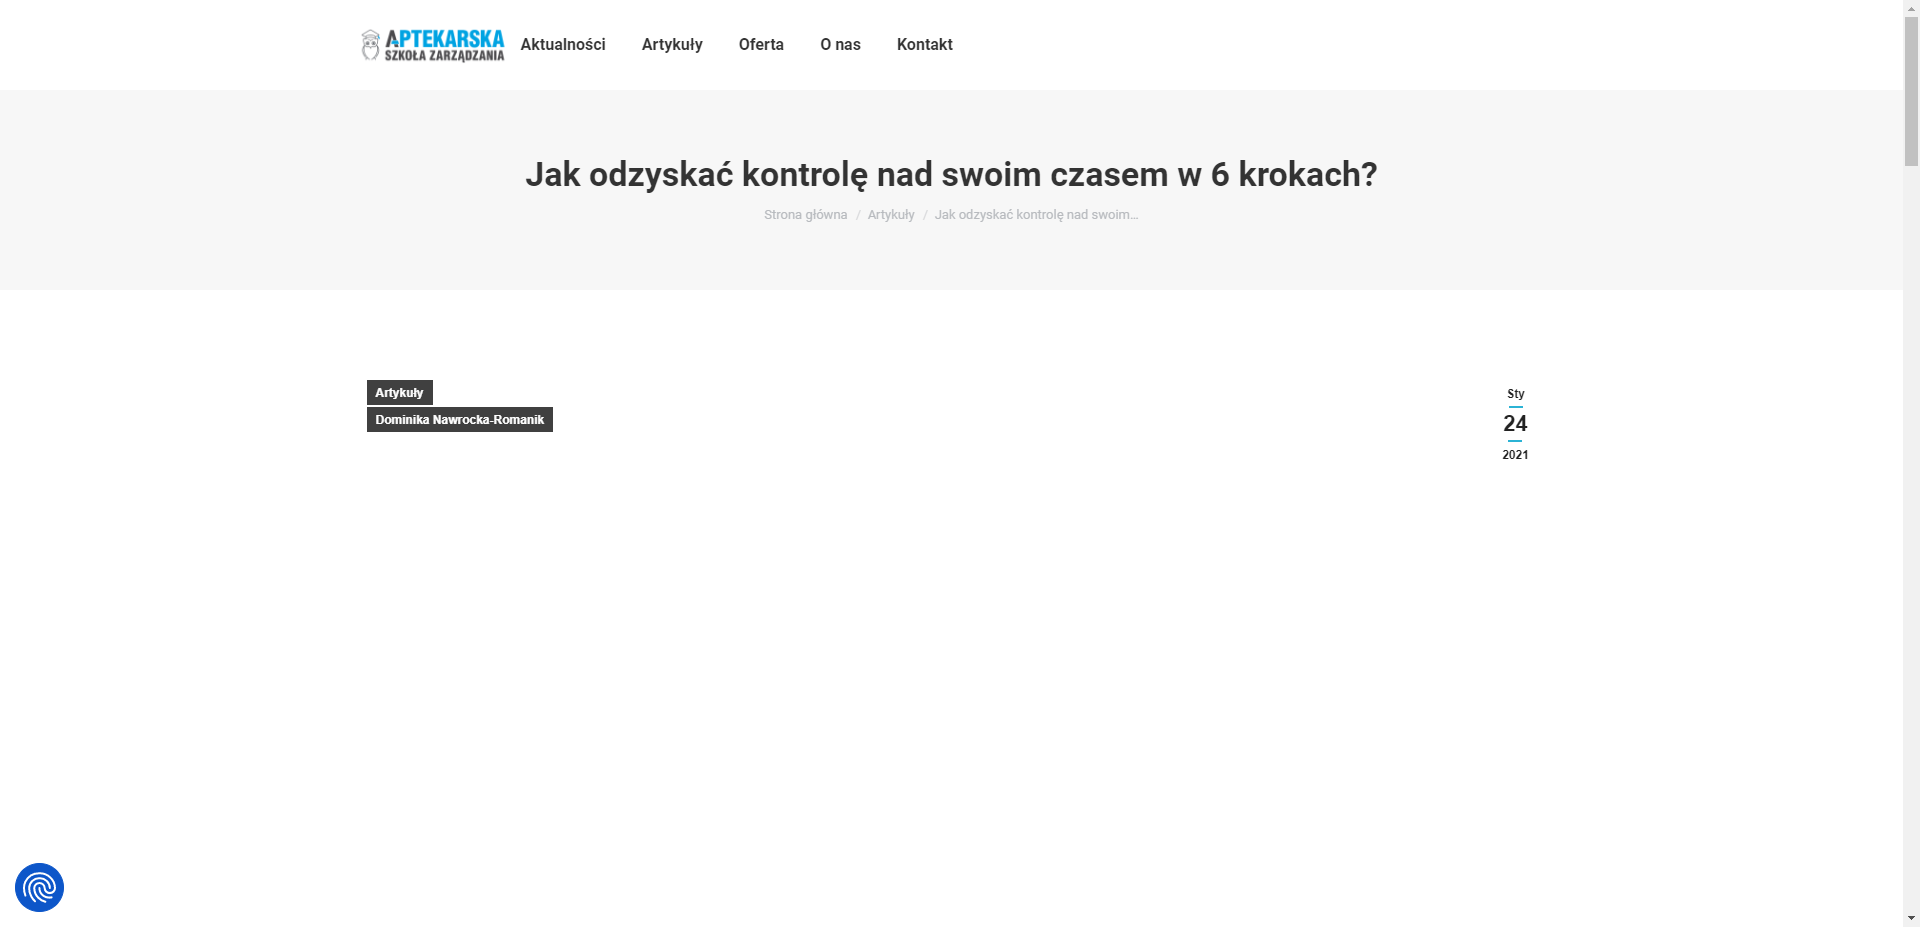 APTEKARSKA
SZKOŁA ZARZĄDZANIA
Aktualności
Artykuły
Oferta
O nas
Kontakt
Jak odzyskać kontrolę nad swoim czasem w 6 krokach?
Strona główna / Artykuły / Jak odzyskać kontrolę nad swoim…
Artykuły
Dominika Nawrocka-Romanik
Sty
24
2021